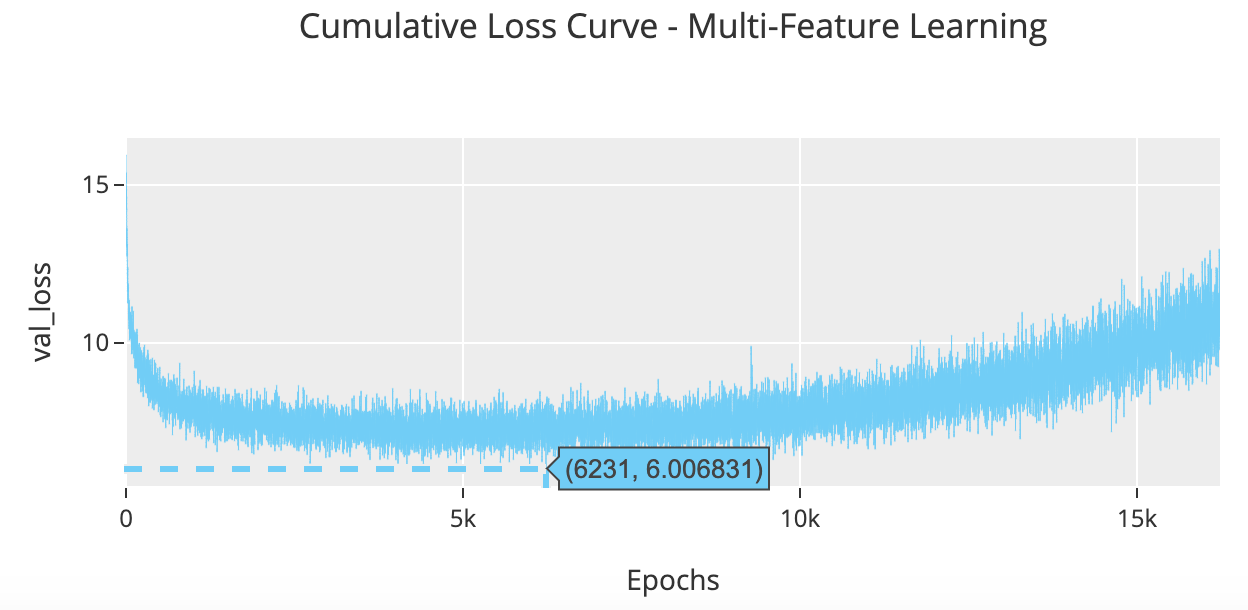 Cumulative Loss Curve - Multi-Feature Learning
val_loss
15
10
(6231, 6.006831)
0
5k
10k
15k
Epochs